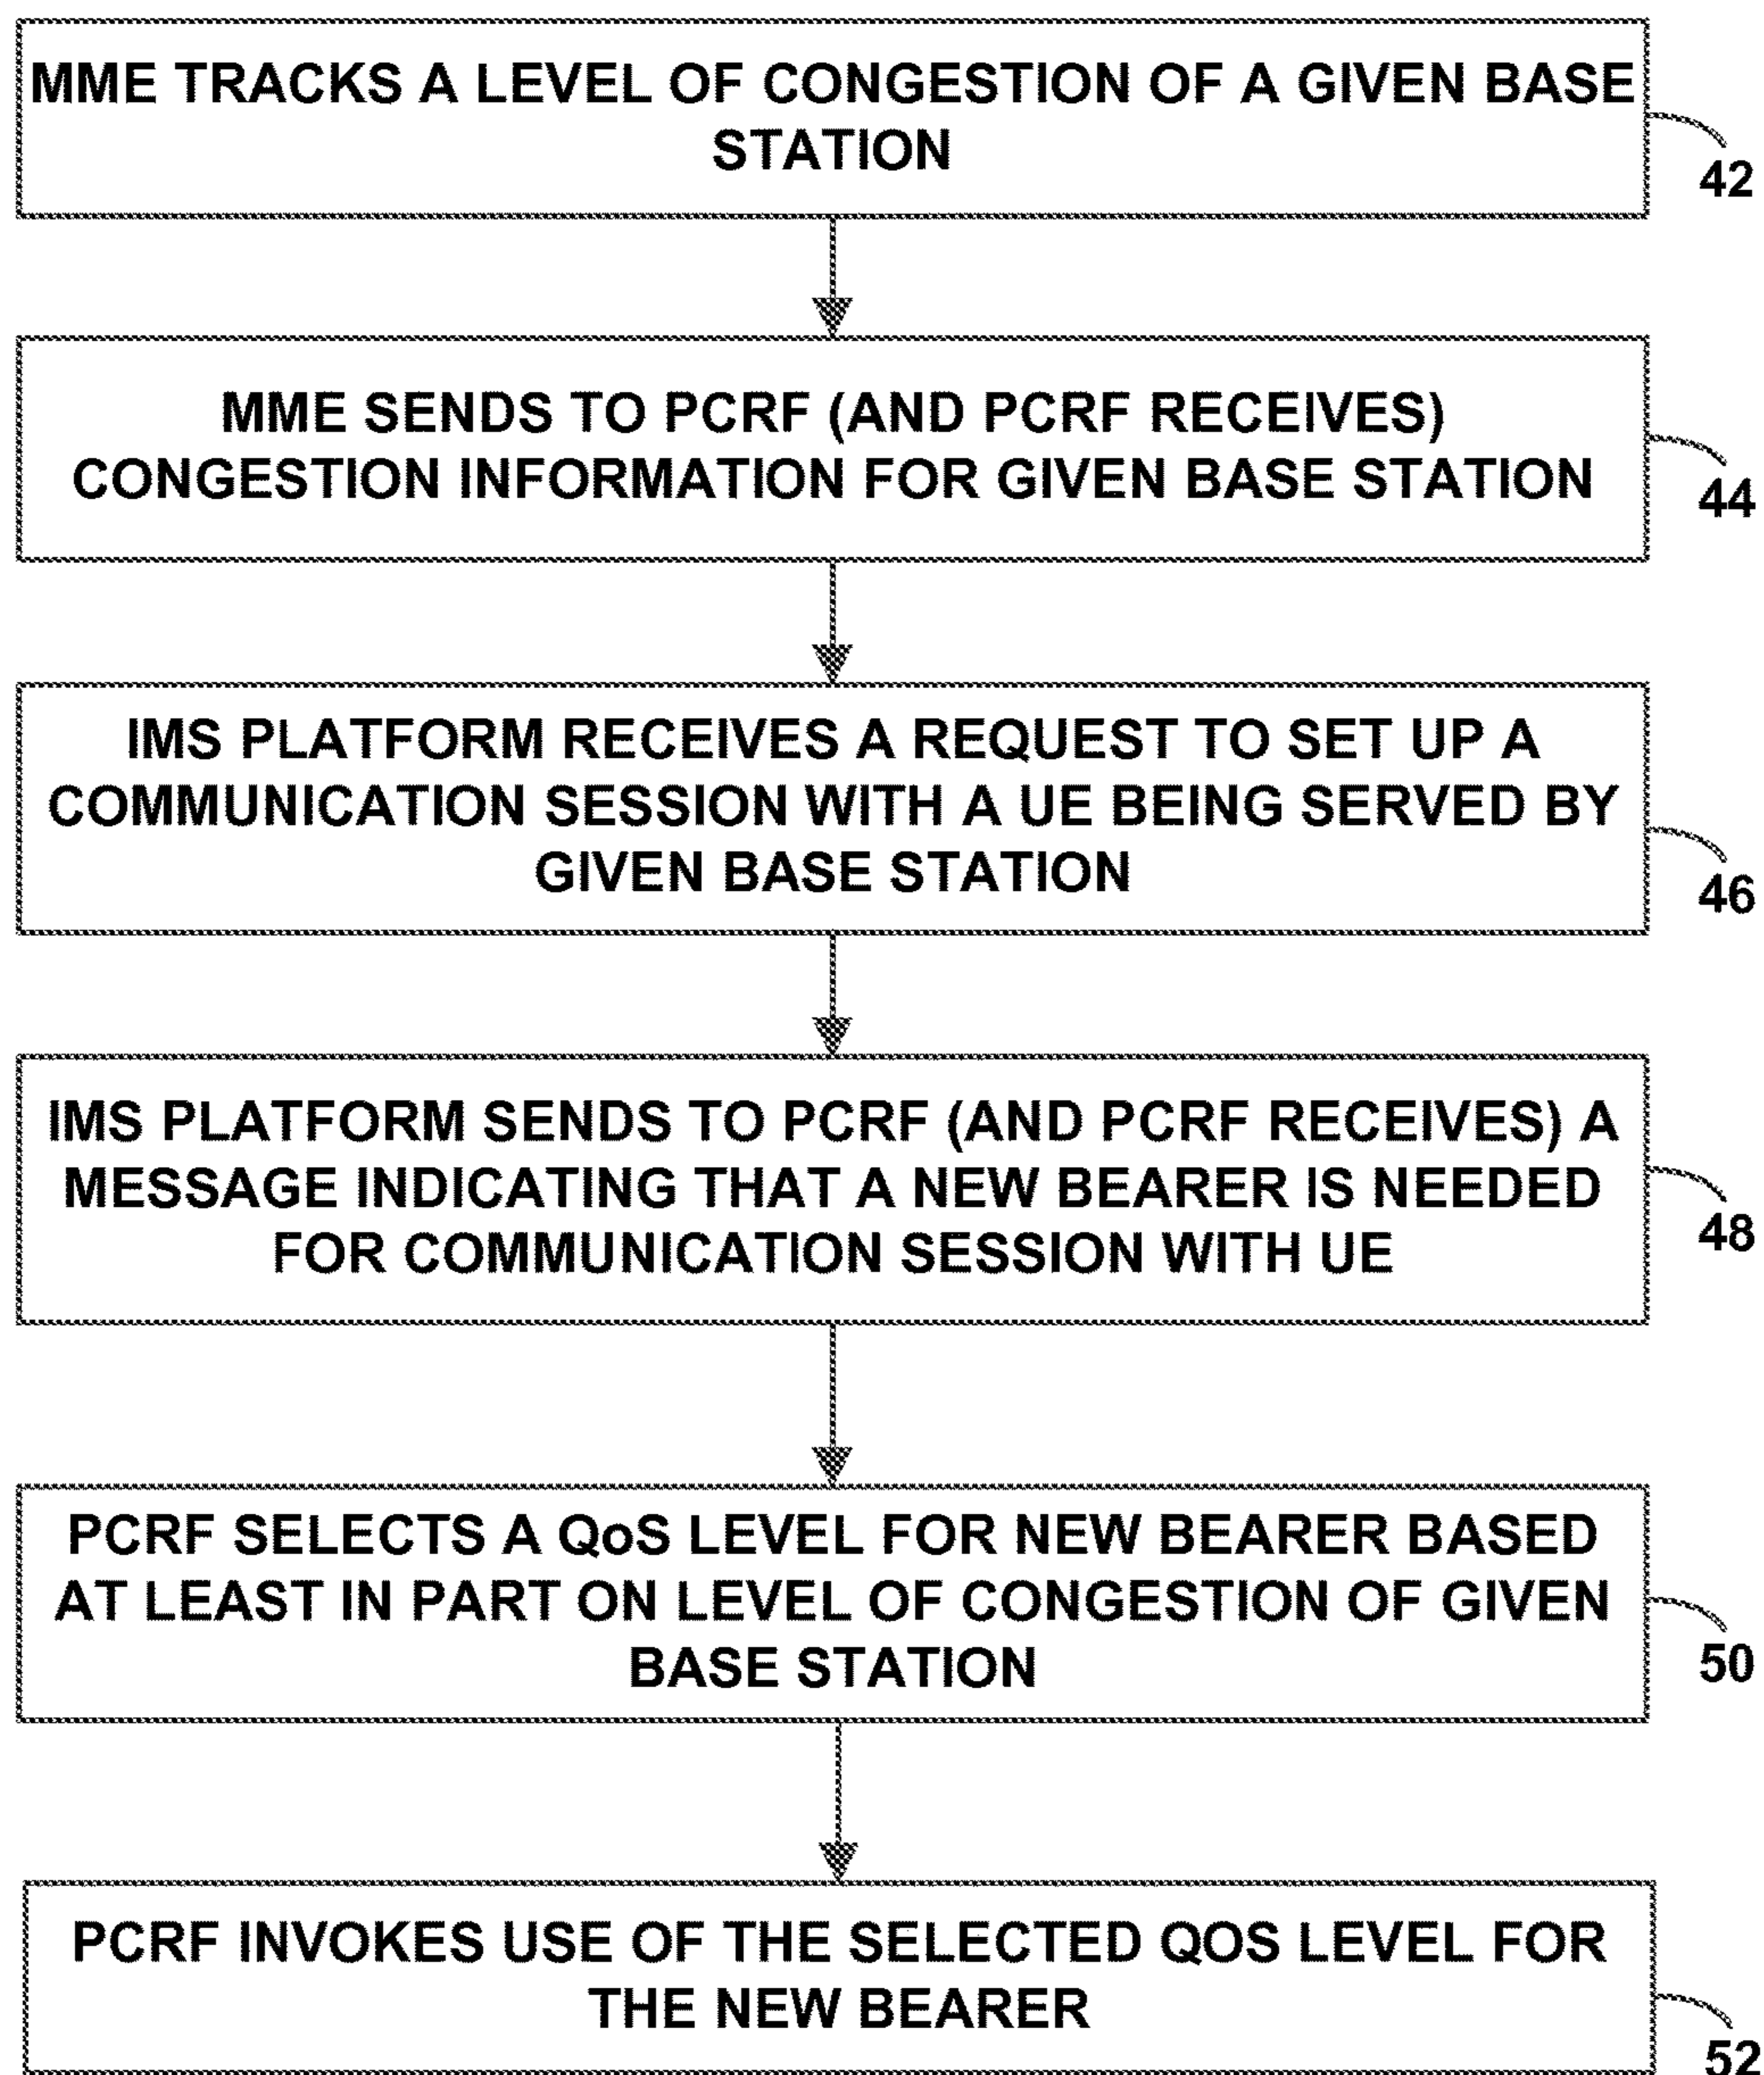 MME TRACKS A LEVEL OF CONGESTION OF A GIVEN BASE
STATION
42
MME SENDS TO PCRF (AND PCRF RECEIVES)
CONGESTION INFORMATION FOR GIVEN BASE STATION
44
IMS PLATFORM RECEIVES A REQUEST TO SET UP A
COMMUNICATION SESSION WITH A UE BEING SERVED BY
GIVEN BASE STATION
46
IMS PLATFORM SENDS TO PCRF (AND PCRF RECEIVES) A
MESSAGE INDICATING THAT A NEW BEARER IS NEEDED
FOR COMMUNICATION SESSION WITH UE
48
PCRF SELECTS A QoS LEVEL FOR NEW BEARER BASED
AT LEAST IN PART ON LEVEL OF CONGESTION OF GIVEN
BASE STATION
50
PCRF INVOKES USE OF THE SELECTED QOS LEVEL FOR
THE NEW BEARER
52